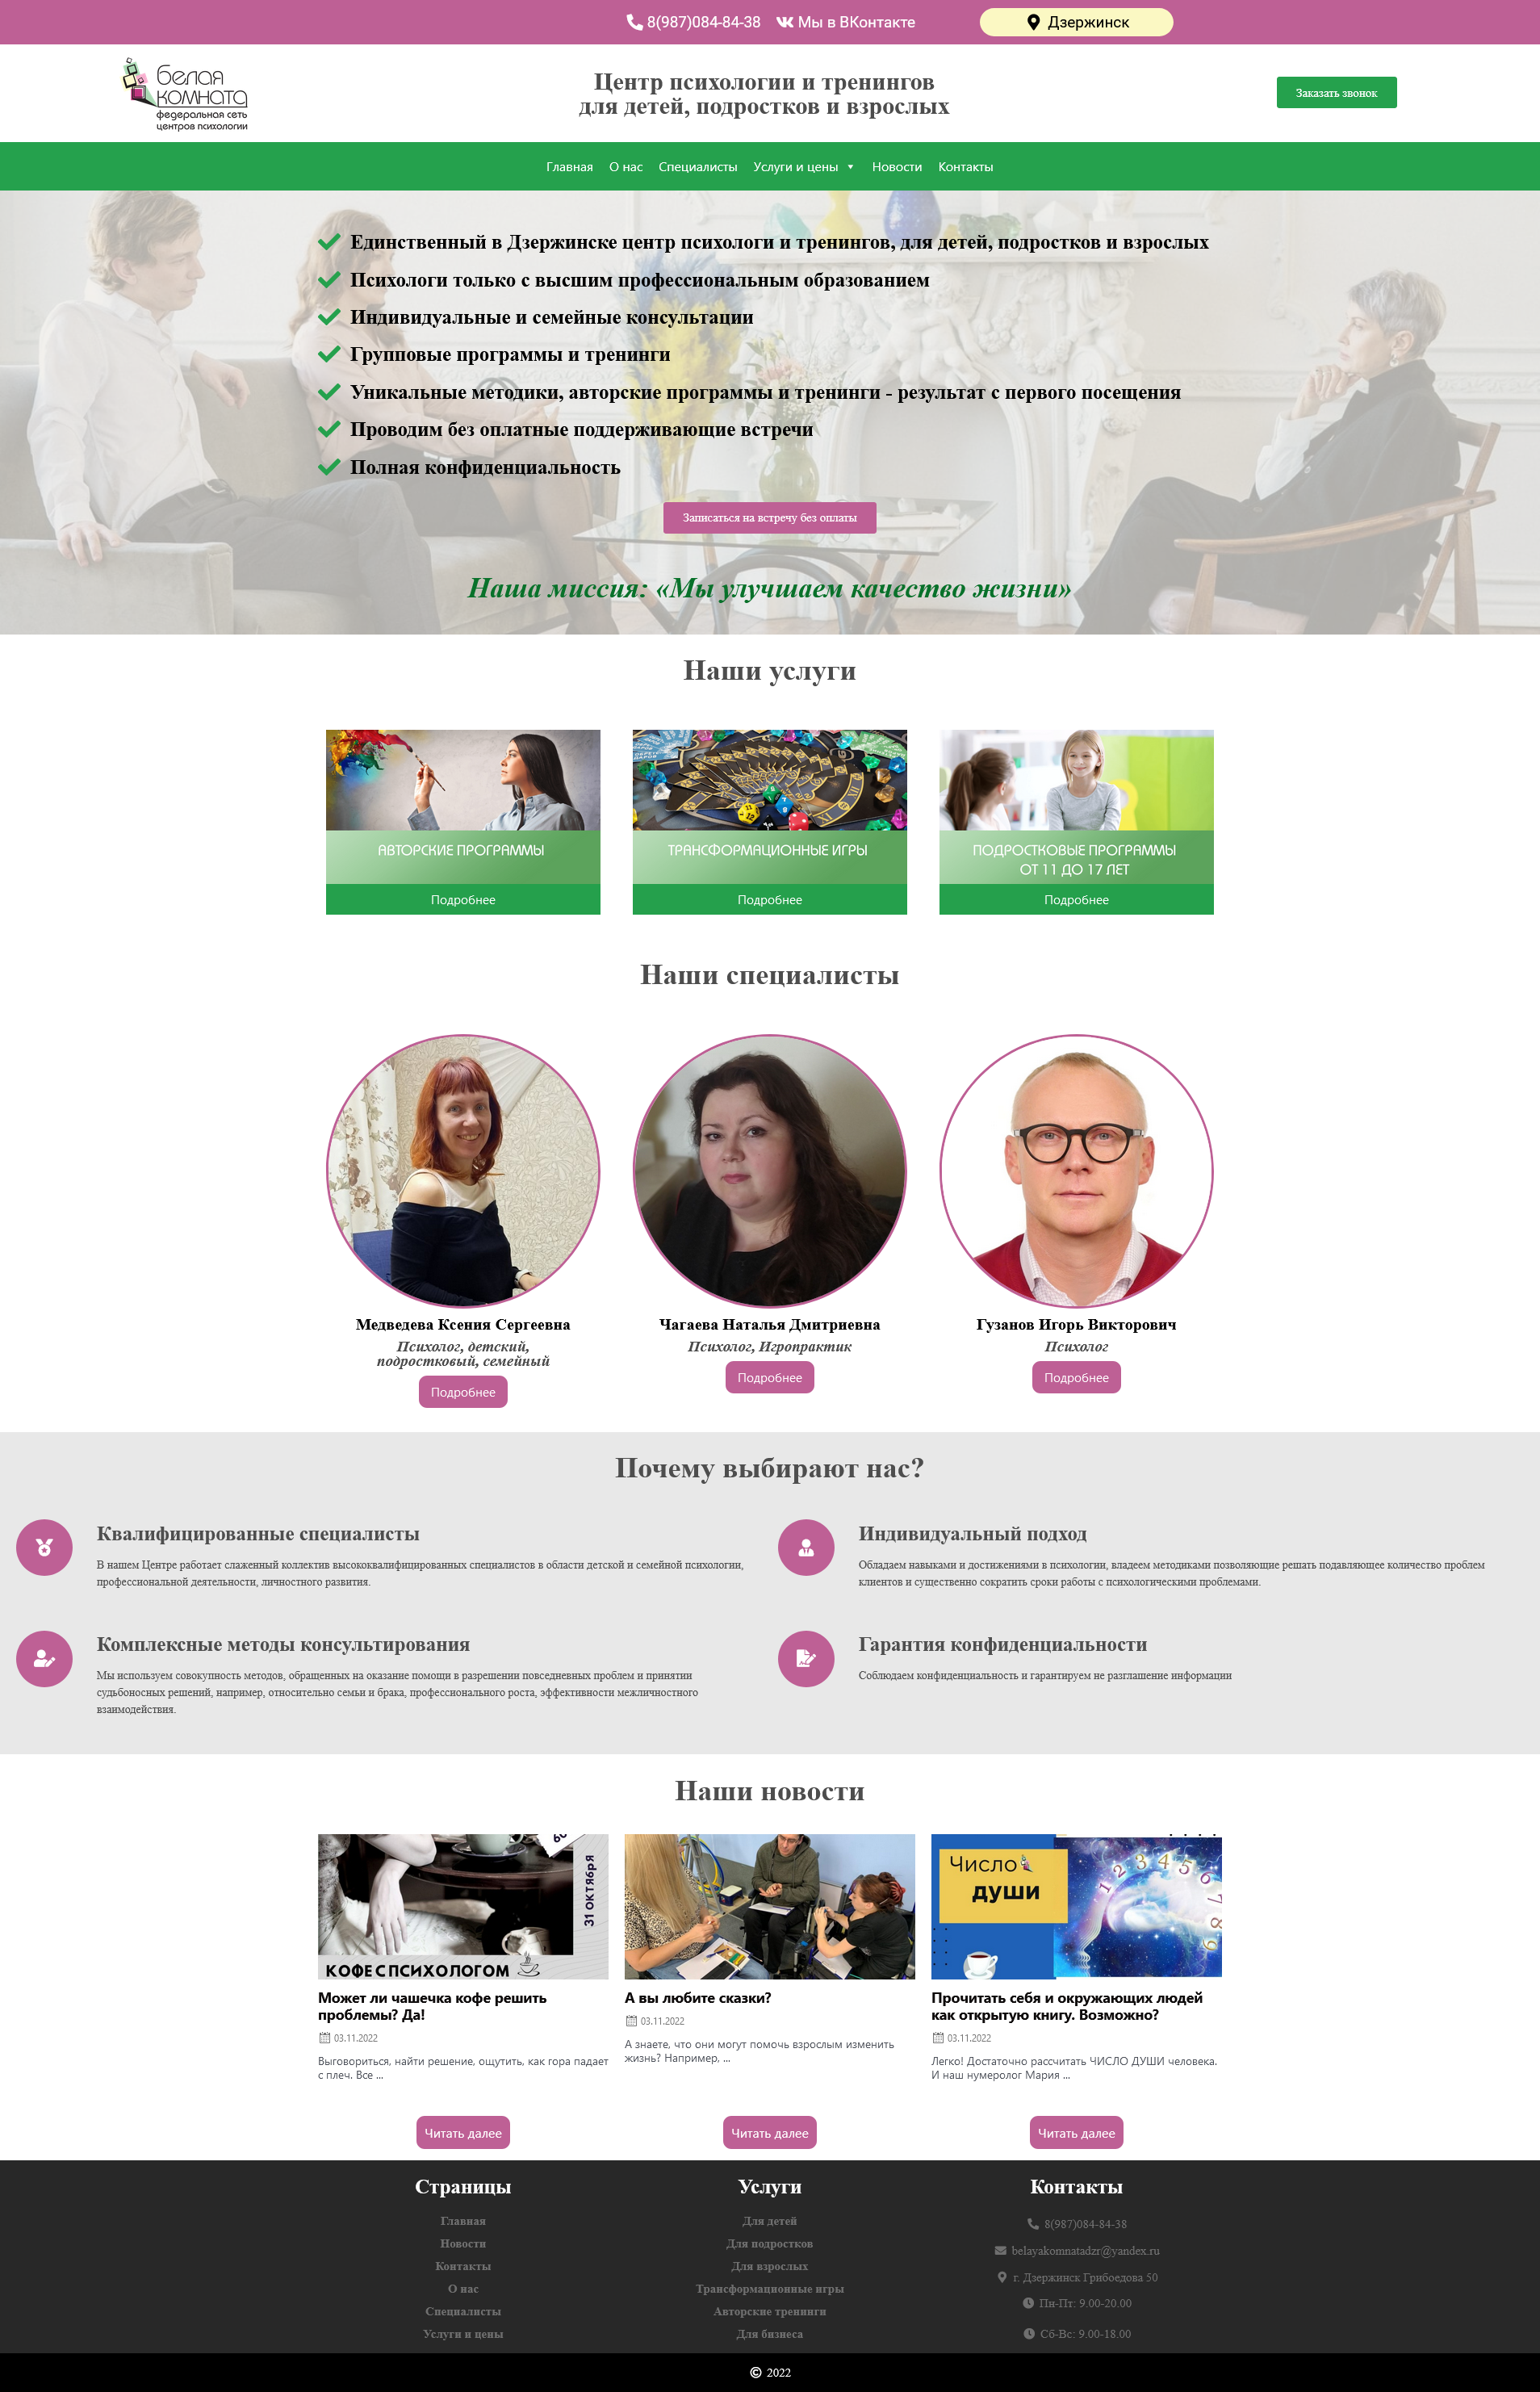 8(987)084-84-38 Мы в ВКонтакте Дзержинск
белая
комната
федеральная сеть
центров психологии
Центр психологии и тренингов
для детей, подростков и взрослых
Заказать звонок
Главная О нас Специалисты Услуги и цены Новости Контакты
Единственный в Дзержинске центр психологи и тренингов, для детей, подростков и взрослых
Психологи только с высшим профессиональным образованием
Индивидуальные и семейные консультации
Групповые программы и тренинги
Уникальные методики, авторские программы и тренинги - результат с первого посещения
Проводим без оплатные поддерживающие встречи
Полная конфиденциальность
Записаться на встречу без оплаты
Наша миссия: «Мы улучшаем качество жизни»
Наши услуги
АВТОРСКИЕ ПРОГРАММЫ
Подробнее
ТРАНСФОРМАЦИОННЫЕ ИГРЫ
Подробнее
ПОДРОСТКОВЫЕ ПРОГРАММЫ
ОТ 11 ДО 17 ЛЕТ
Подробнее
Наши специалисты
Медведева Ксения Сергеевна
Психолог, детский,
подростковый, семейный
Подробнее
Чагаева Наталья Дмитриевна
Психолог, Игропрактик
Подробнее
Гузанов Игорь Викторович
Психолог
Подробнее
Почему выбирают нас?
Квалифицированные специалисты
В нашем Центре работает слаженный коллектив высококвалифицированных специалистов в области детской и семейной психологии,
профессиональной деятельности, личностного развития.
Индивидуальный подход
Обладаем навыками и достижениями в психологии, владеем методиками позволяющие решать подавляющее количество проблем
клиентов и существенно сократить сроки работы с психологическими проблемами.
Комплексные методы консультирования
Мы используем совокупность методов, обращенных на оказание помощи в разрешении повседневных проблем и принятии
судьбоносных решений, например, относительно семьи и брака, профессионального роста, эффективности межличностного
взаимодействия.
Гарантия конфиденциальности
Соблюдаем конфиденциальность и гарантируем не разглашение информации
Наши новости
31 ОКТЯБРЯ
КОФЕ С ПСИХОЛОГОМ
Может ли чашечка кофе решить
проблемы? Да!
03.11.2022
Выговориться, найти решение, ощутить, как гора падает
с плеч. Все ...
Читать далее
А вы любите сказки?
03.11.2022
А знаете, что они могут помочь взрослым изменить
жизнь? Например, ...
Читать далее
Число
души
1 2 3 4 5 6 7 8 9
Прочитать себя и окружающих людей
как открытую книгу. Возможно?
03.11.2022
Легко! Достаточно рассчитать ЧИСЛО ДУШИ человека.
И наш нумеролог Мария ...
Читать далее
Страницы
Главная
Новости
Контакты
О нас
Специалисты
Услуги и цены
Услуги
Для детей
Для подростков
Для взрослых
Трансформационные игры
Авторские тренинги
Для бизнеса
Контакты
8(987)084-84-38
belayakomnatadzr@yandex.ru
г. Дзержинск Грибоедова 50
Пн-Пт: 9.00-20.00
Сб-Вс: 9.00-18.00
© 2022